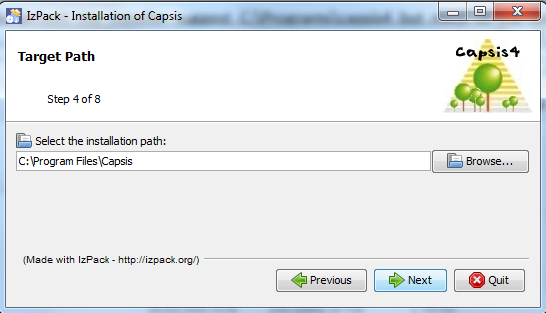 IzPack - Installation of Capsis
Target Path
Capsis4
Step 4 of 8
Select the installation path:
C:\Program Files\Capsis
Browse...
(Made with IzPack - http://izpack.org/)
Previous
Next
Quit